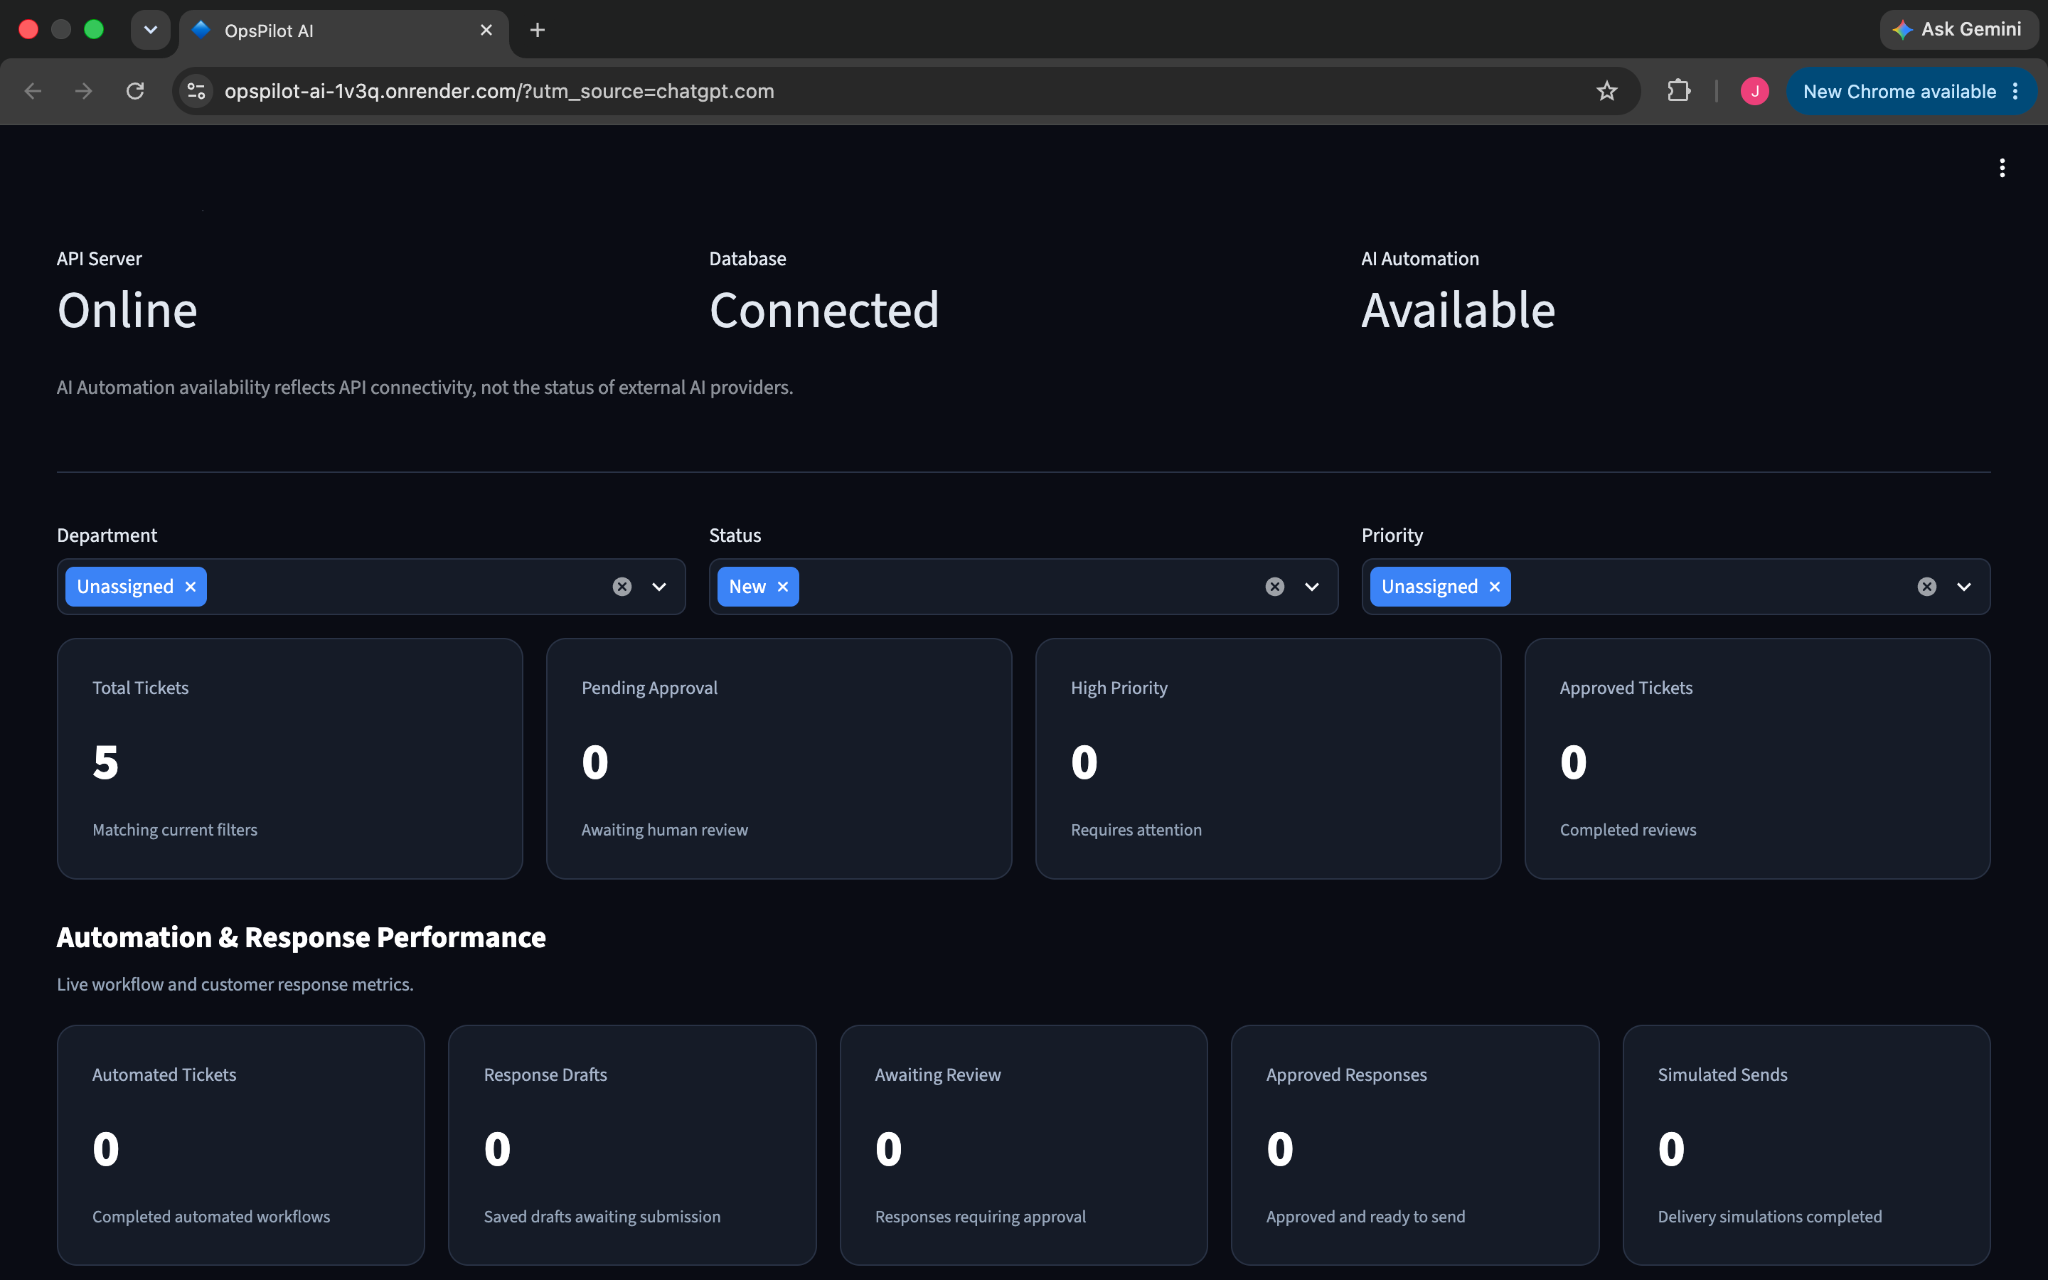 OpsPilot AI
Ask Gemini
opspilot-ai-1v3q.onrender.com/?utm_source=chatgpt.com
J
New Chrome available
API Server
Online
Database
Connected
AI Automation
Available
AI Automation availability reflects API connectivity, not the status of external AI providers.
Department
Unassigned
Status
New
Priority
Unassigned
Total Tickets
5
Matching current filters
Pending Approval
0
Awaiting human review
High Priority
0
Requires attention
Approved Tickets
0
Completed reviews
Automation & Response Performance
Live workflow and customer response metrics.
Automated Tickets
0
Completed automated workflows
Response Drafts
0
Saved drafts awaiting submission
Awaiting Review
0
Responses requiring approval
Approved Responses
0
Approved and ready to send
Simulated Sends
0
Delivery simulations completed